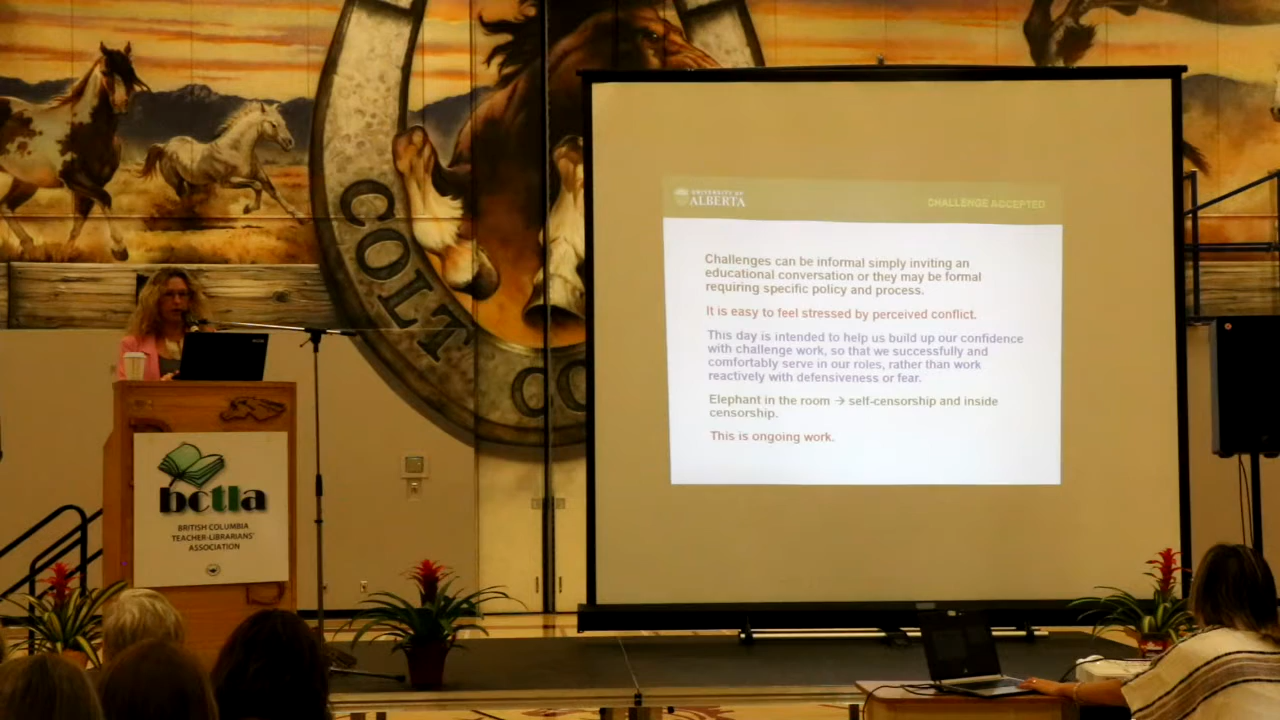 COLT
CO
UNIVERSITY OF
ALBERTA
CHALLENGE ACCEPTED
Challenges can be informal simply inviting an
educational conversation or they may be formal
requiring specific policy and process.
It is easy to feel stressed by perceived conflict.
This day is intended to help us build up our confidence
with challenge work, so that we successfully and
comfortably serve in our roles, rather than work
reactively with defensiveness or fear.
Elephant in the room → self-censorship and inside
censorship.
This is ongoing work.
bctla
BRITISH COLUMBIA
TEACHER-LIBRARIANS'
ASSOCIATION